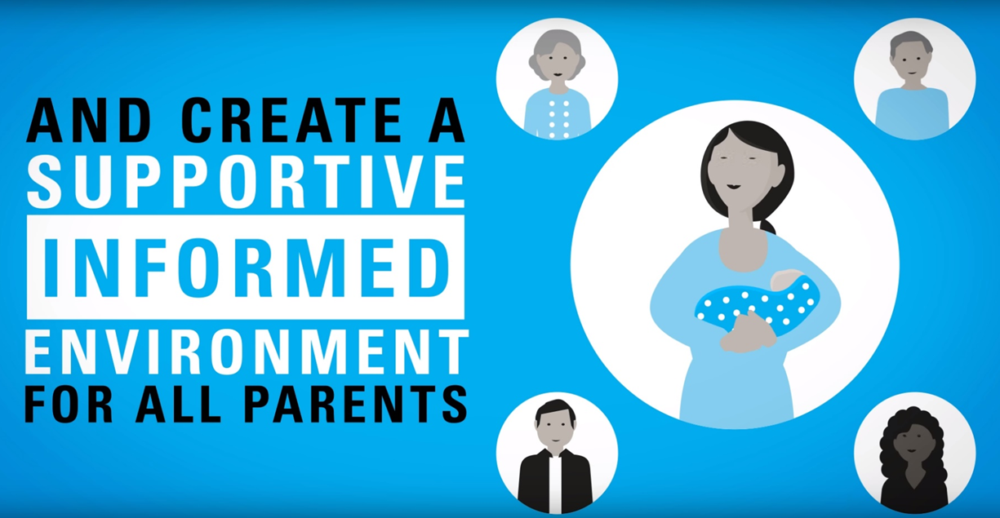 AND CREATE A
SUPPORTIVE
INFORMED
ENVIRONMENT
FOR ALL PARENTS